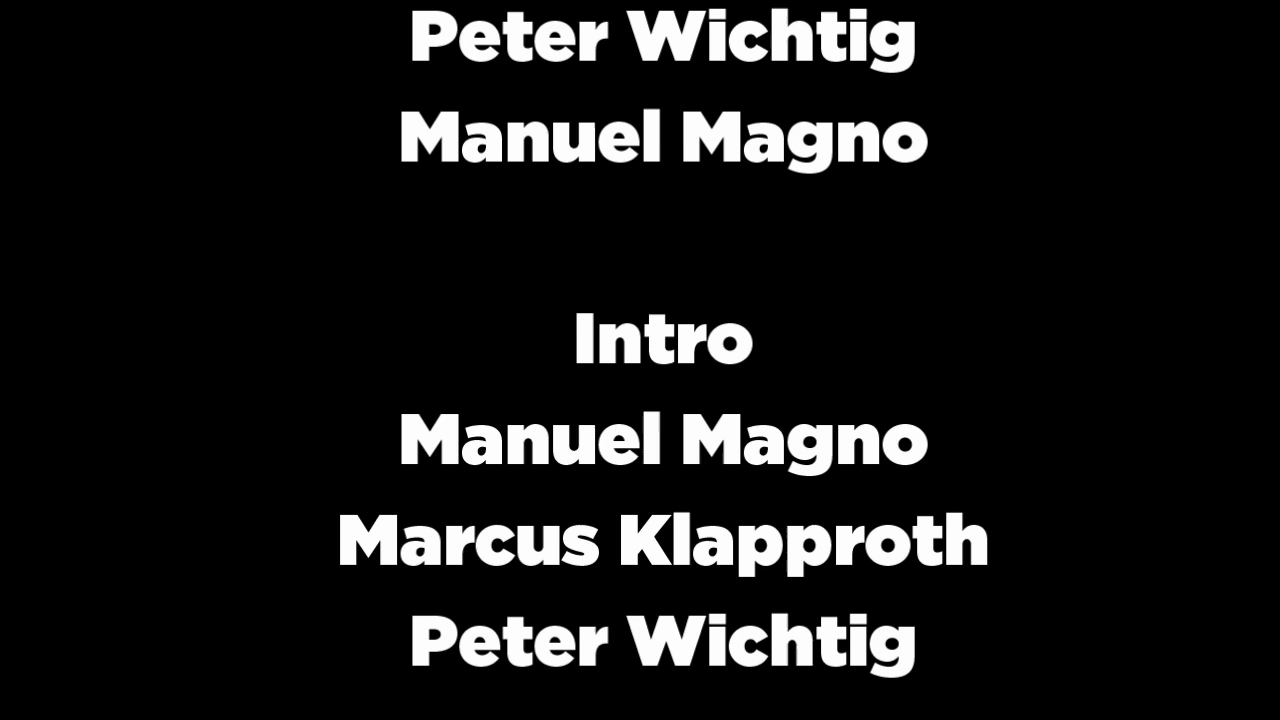 Peter Wichtig
Manuel Magno
Intro
Manuel Magno
Marcus Klapproth
Peter Wichtig